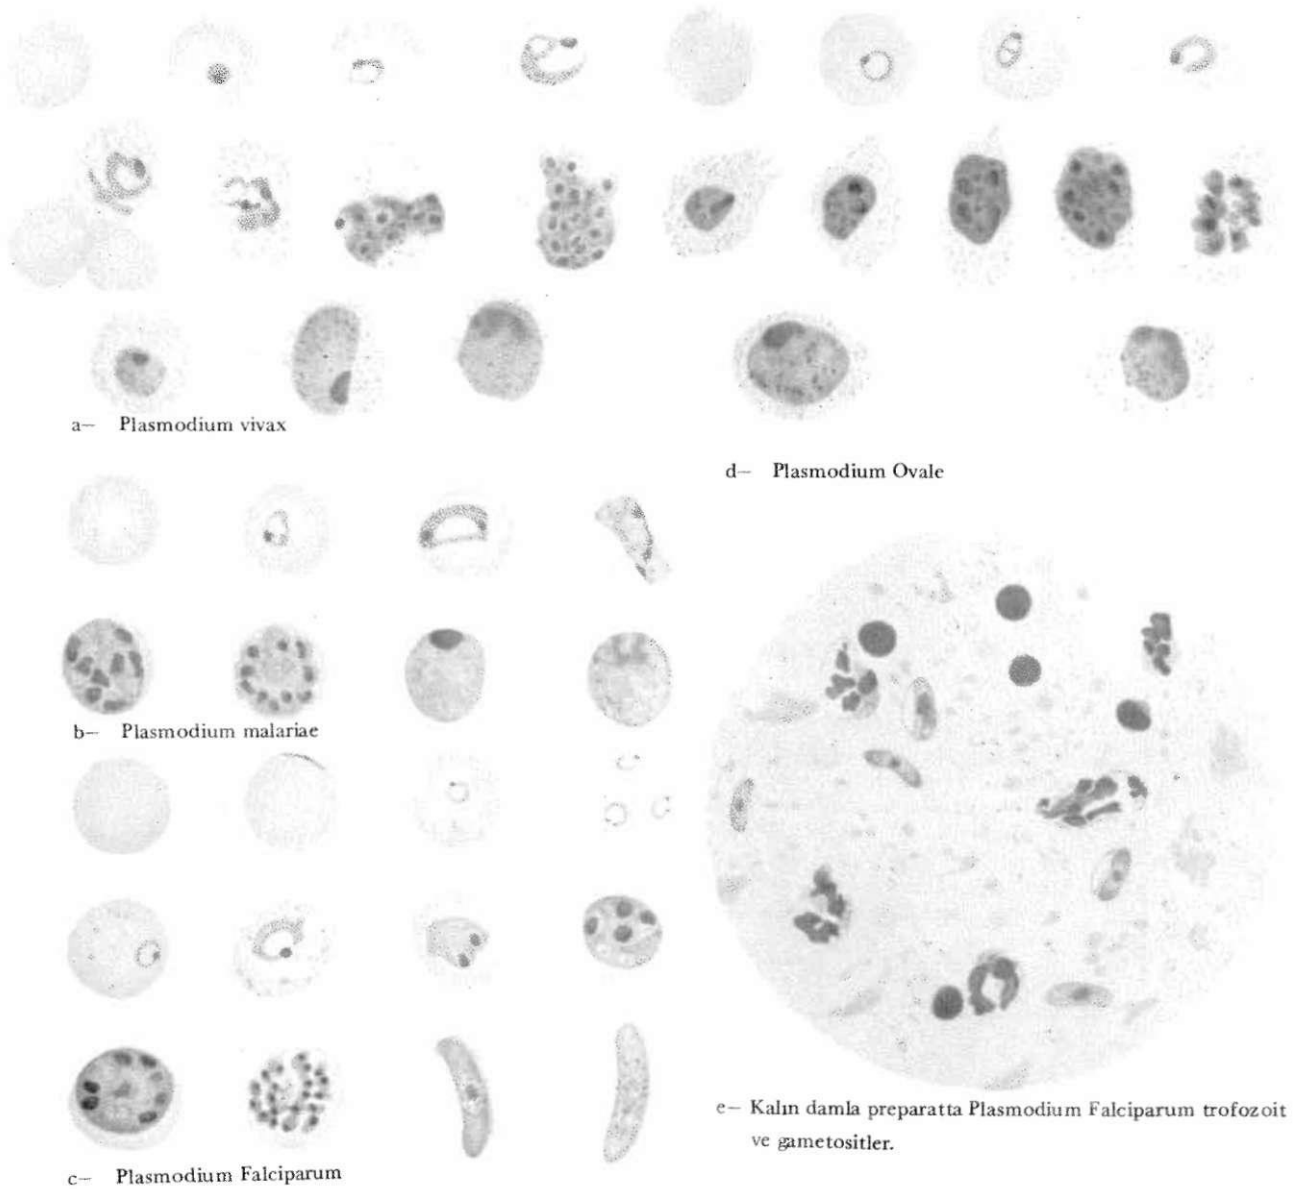 a— Plasmodium vivax
d— Plasmodium Ovale
b— Plasmodium malariae
c— Plasmodium Falciparum
e— Kalın damla preparatta Plasmodium Falciparum trofozoit
ve gametositler.